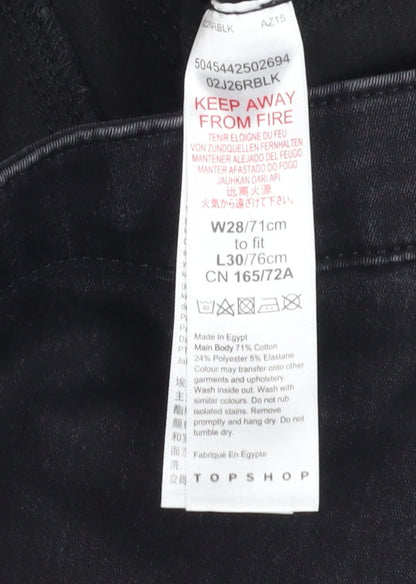 02J26RBLK AZ15
5045442502694
02J26RBLK
KEEP AWAY
FROM FIRE
TENIR ELOIGNE DU FEU
VON ZUNDQUELLEN FERNHALTEN
MANTENER ALEJADO DEL FUEGO
MANTER AFASTADO DO FOGO
JAUHKAN DARI API
远离火源
火気から遠ざけて下さい。
W28/71cm
to fit
L30/76cm
CN 165/72A
40
Made In Egypt
Main Body 71% Cotton
24% Polyester 5% Elastane
Colour may transfer onto other
garments and upholstery.
Wash inside out. Wash with
similar colours. Do not rub
isolated stains. Remove
promptly and hang dry. Do not
tumble dry.
Fabriqué En Égypte
TOPSHOP